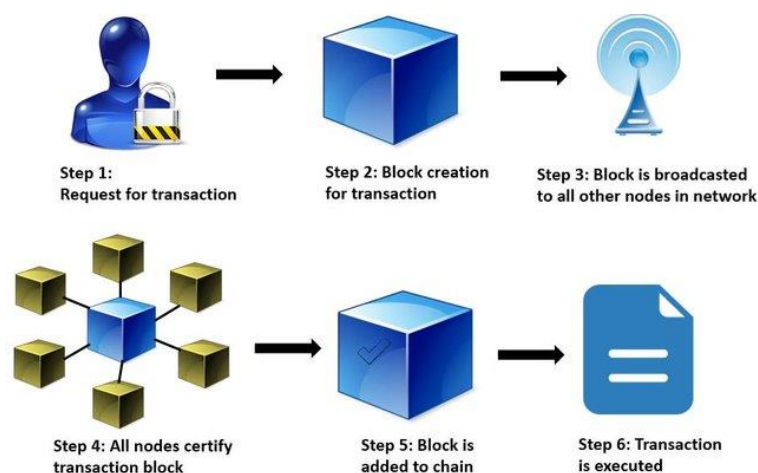 Step 1:
Request for transaction
Step 2: Block creation
for transaction
Step 3: Block is broadcasted
to all other nodes in network
Step 4: All nodes certify
transaction block
Step 5: Block is
added to chain
Step 6: Transaction
is executed